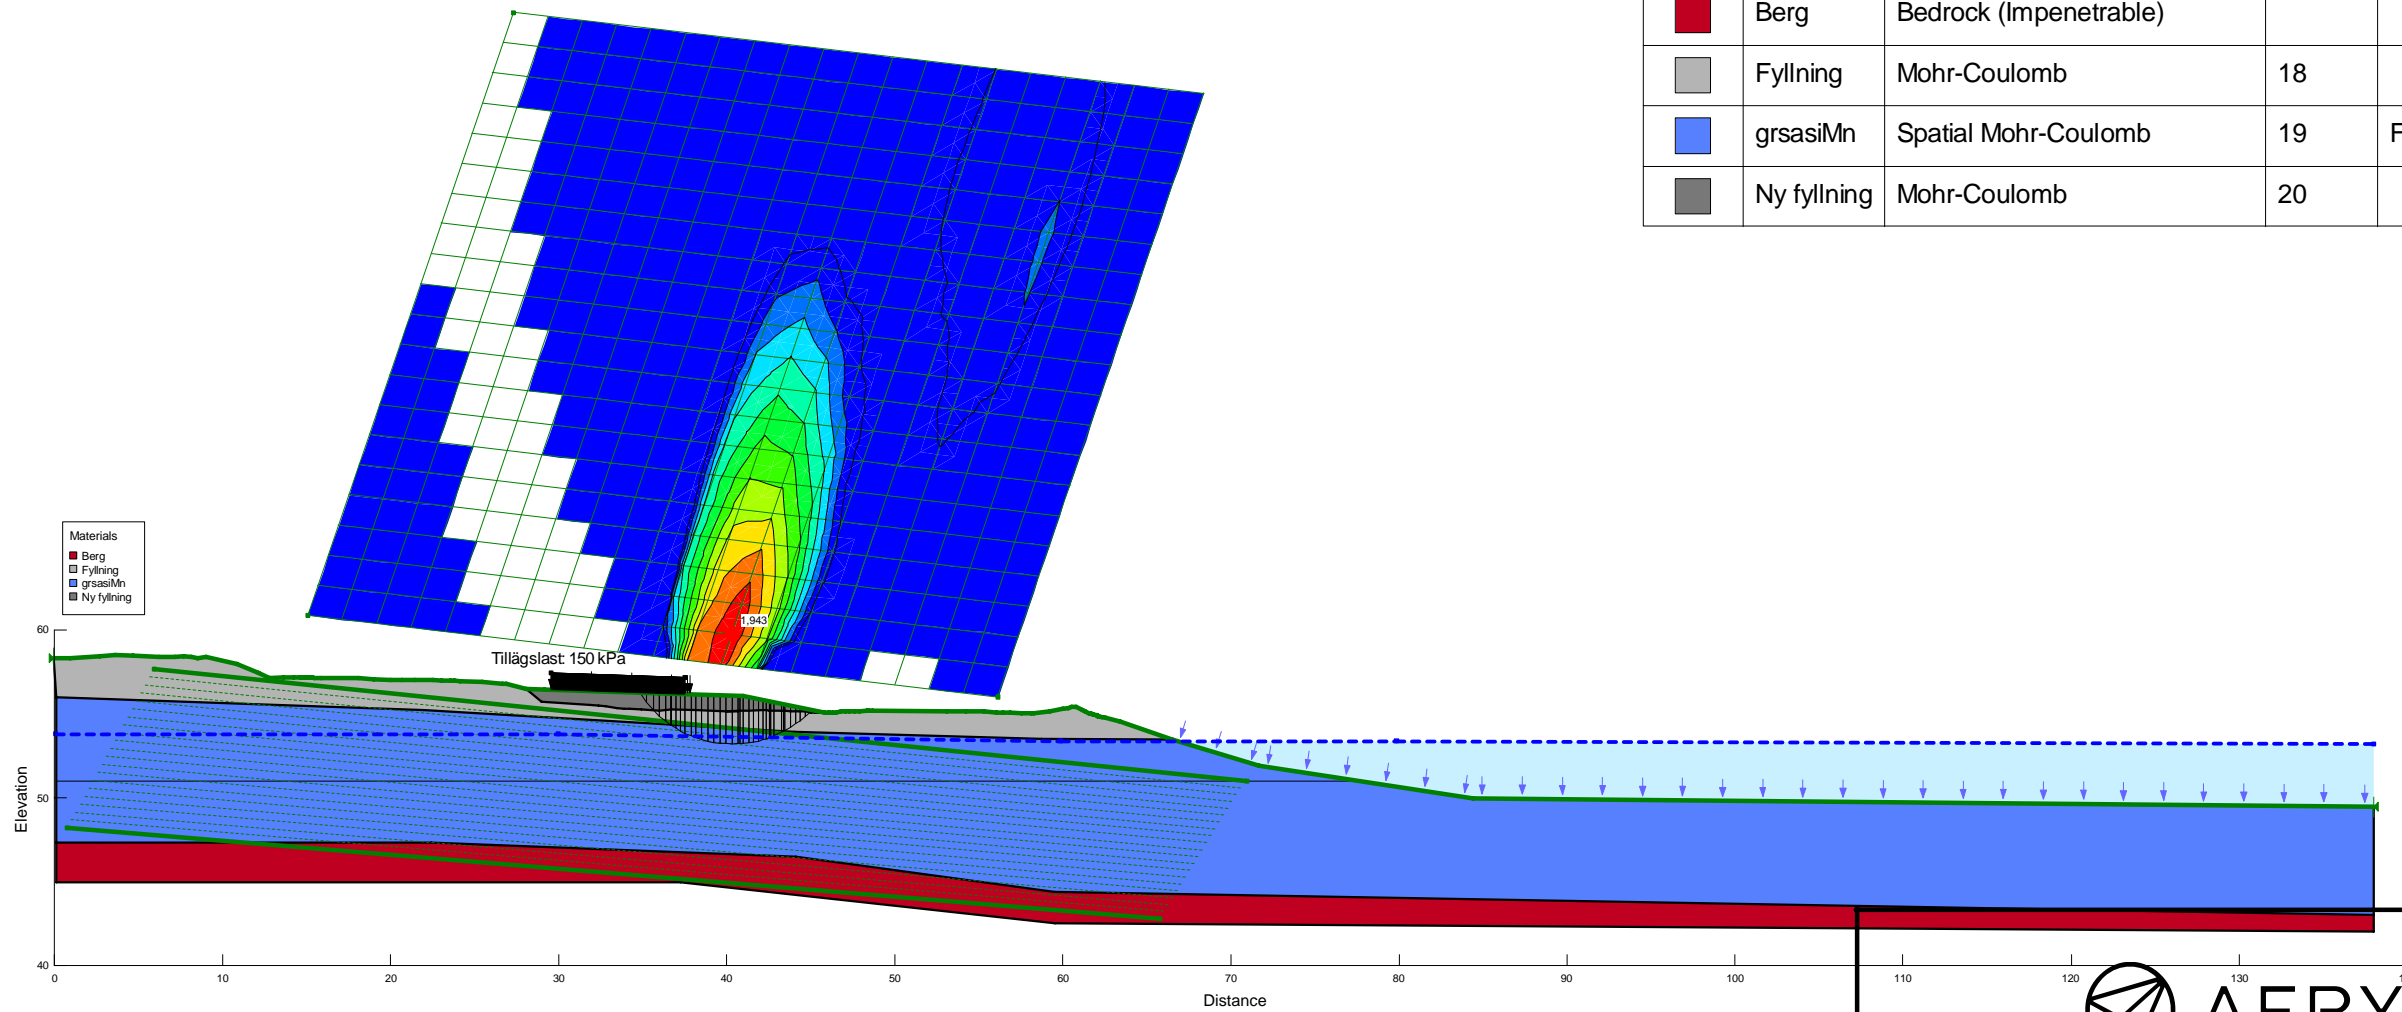 Berg Bedrock (Impenetrable)
Fyllning Mohr-Coulomb 18
grsasiMn Spatial Mohr-Coulomb 19
Ny fyllning Mohr-Coulomb 20
Materials
Berg
Fyllning
grsasiMn
Ny fyllning
1,943
Tillägslast: 150 kPa
60
50
40
Elevation
0 10 20 30 40 50 60 70 80 90 100 110 120 130
Distance